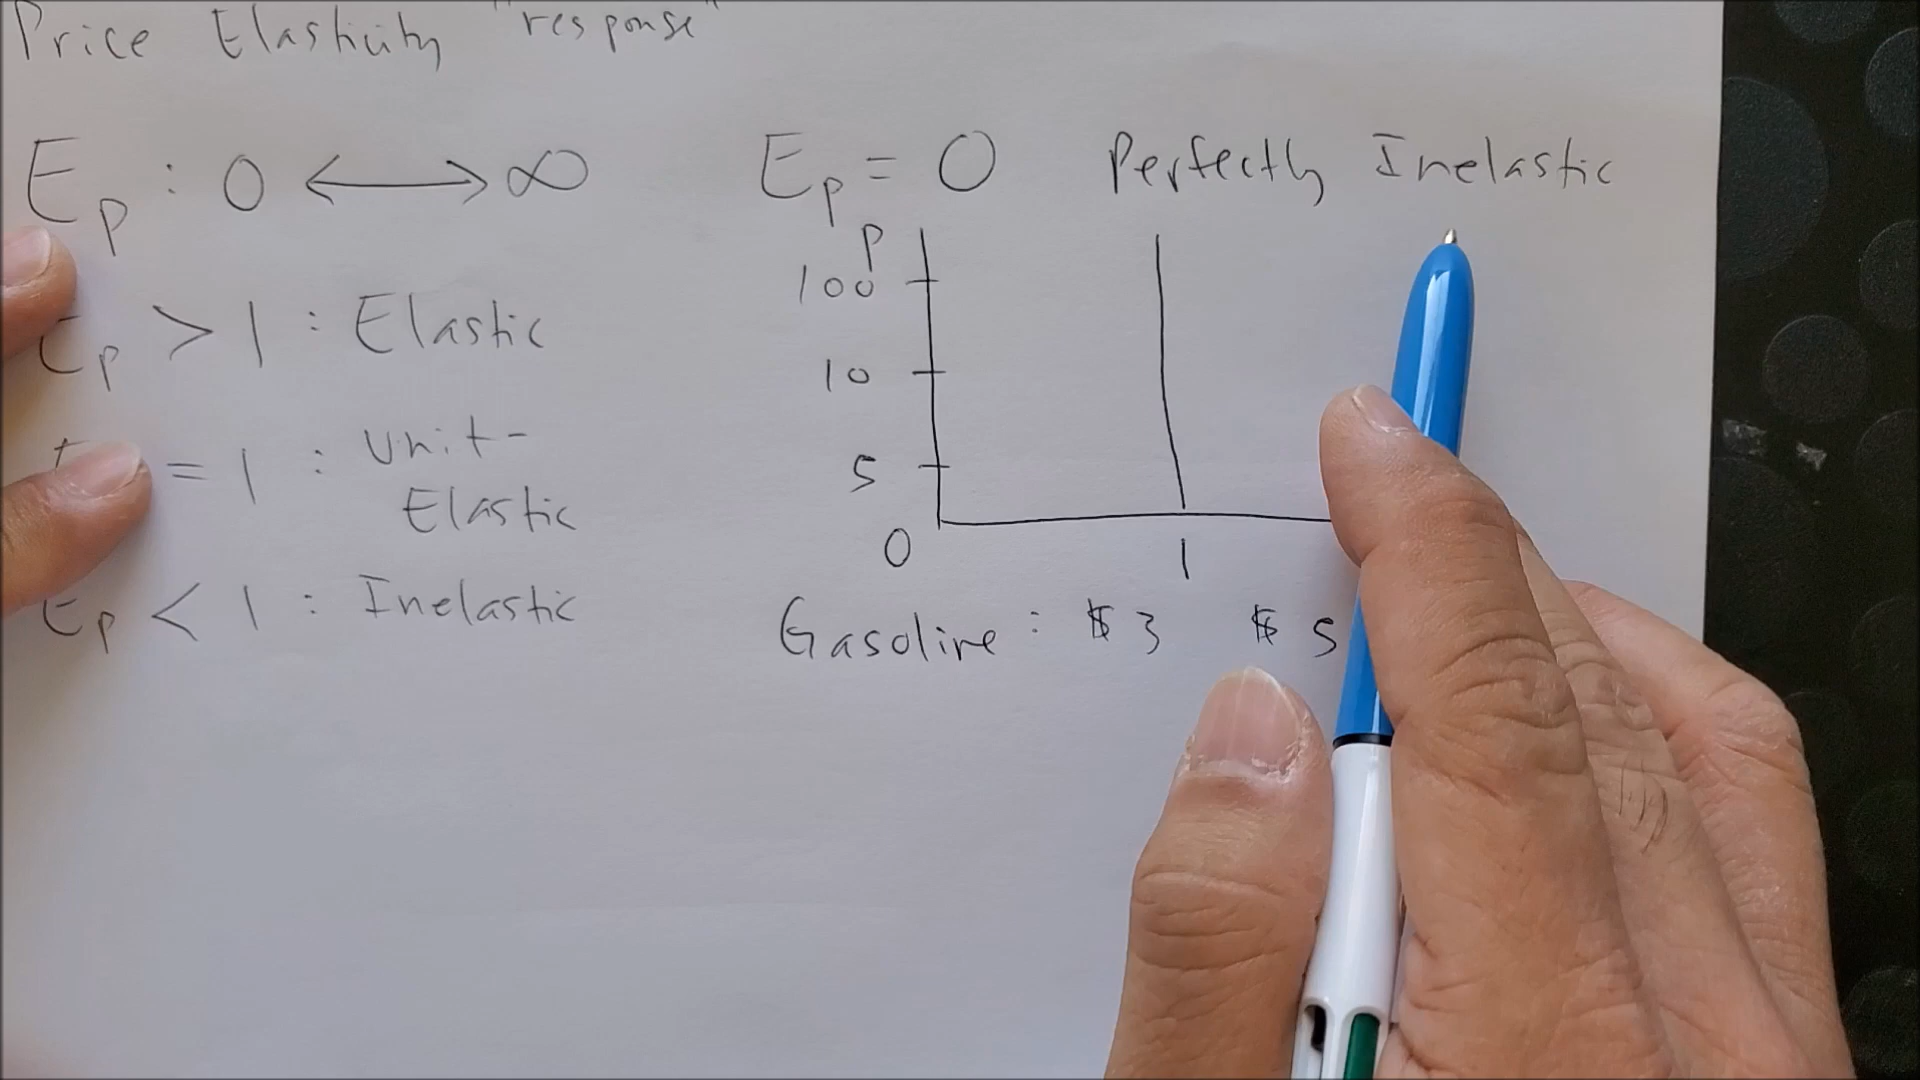 Price Elasticity "response"
Ep : 0 ⟷ ∞
Ep > 1 : Elastic
= 1 : Unit-
Elastic
Ep < 1 : Inelastic
Ep = 0 Perfectly Inelastic
P
100
10
5
0
1
Gasoline : $3 $5